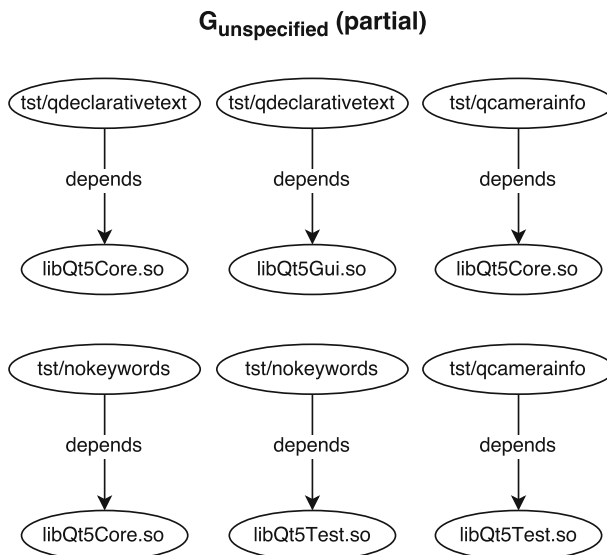 G_unspecified (partial)
tst/qdeclarativetext tst/qdeclarativetext tst/qcamerainfo
depends depends depends
libQt5Core.so libQt5Gui.so libQt5Core.so
tst/nokeywords tst/nokeywords tst/qcamerainfo
depends depends depends
libQt5Core.so libQt5Test.so libQt5Test.so